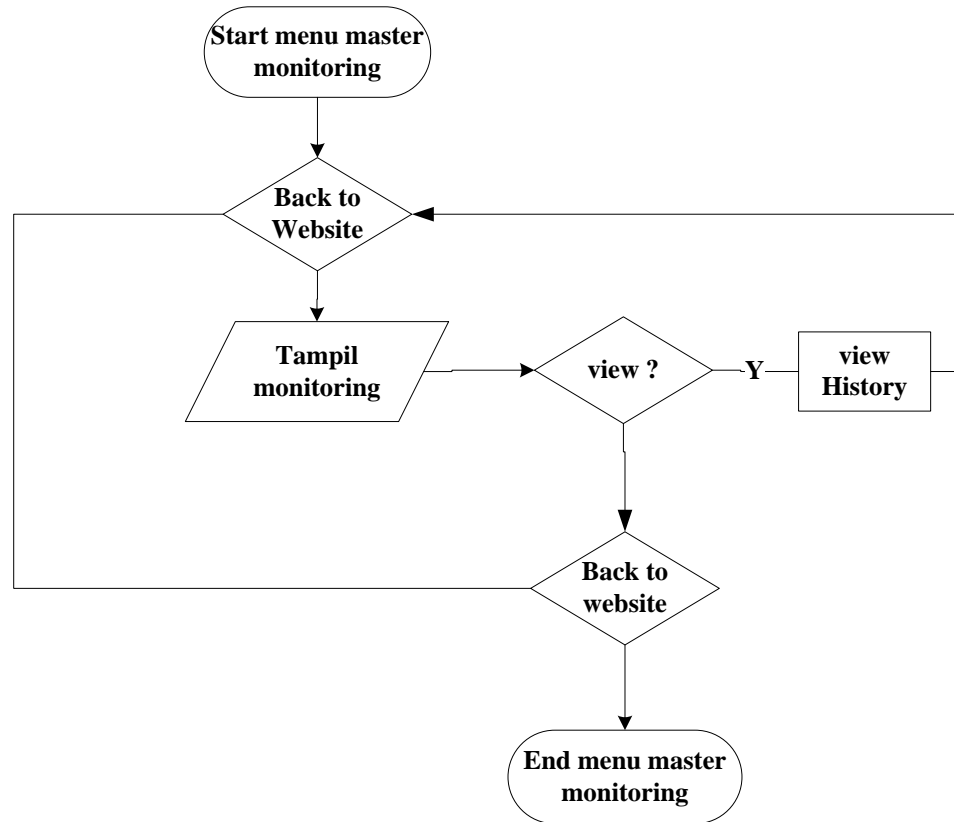 Start menu master
monitoring
Back to
Website
Tampil
monitoring
view ?
Y
view
History
Back to
website
End menu master
monitoring